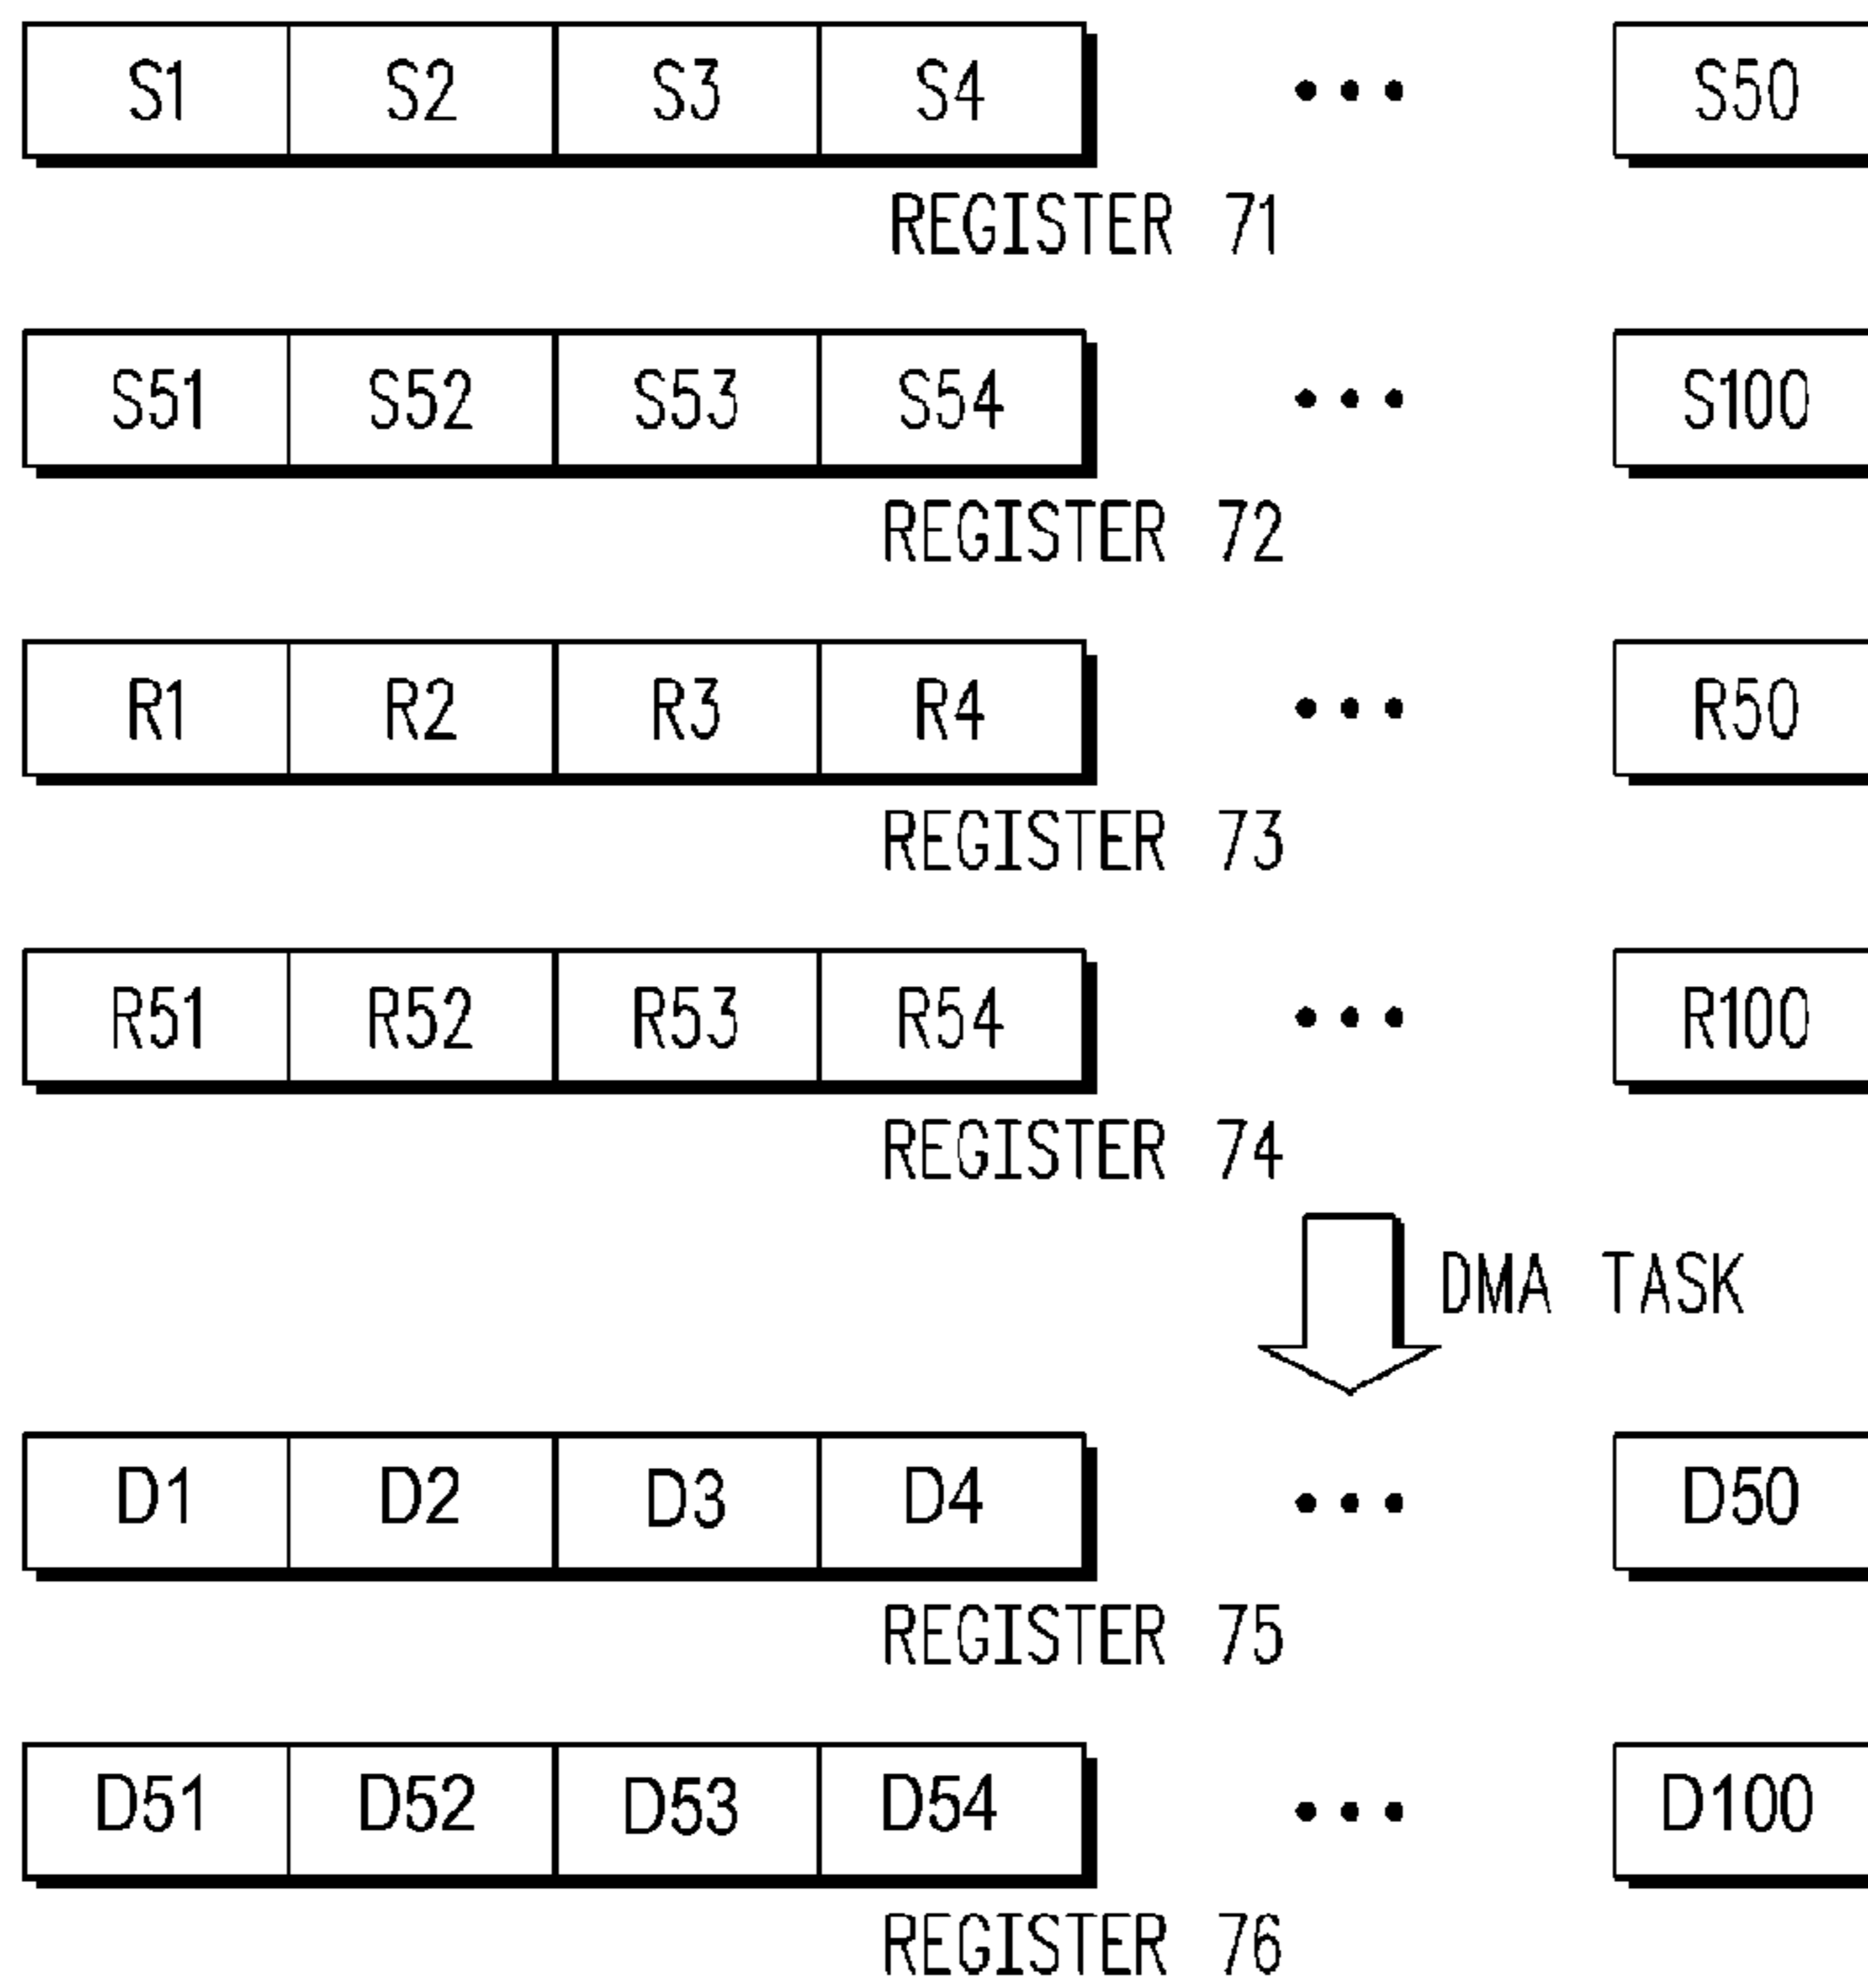 S1 S2 S3 S4 ••• S50
REGISTER 71
S51 S52 S53 S54 ••• S100
REGISTER 72
R1 R2 R3 R4 ••• R50
REGISTER 73
R51 R52 R53 R54 ••• R100
REGISTER 74
DMA TASK
D1 D2 D3 D4 ••• D50
REGISTER 75
D51 D52 D53 D54 ••• D100
REGISTER 76